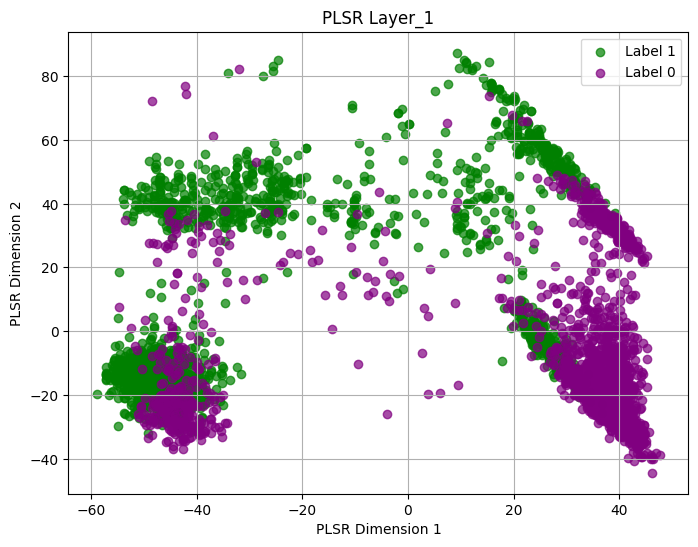 PLSR Layer_1
Label 1
Label 0
80
60
40
20
0
−20
−40
PLSR Dimension 2
−60
−40
−20
0
20
40
PLSR Dimension 1